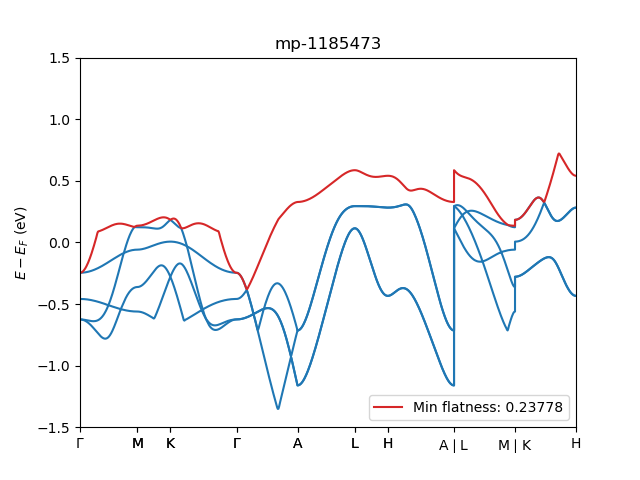 mp-1185473
E − E_F (eV)
1.5
1.0
0.5
0.0
−0.5
−1.0
−1.5
Min flatness: 0.23778
Γ M K Γ A L H A | L M | K H